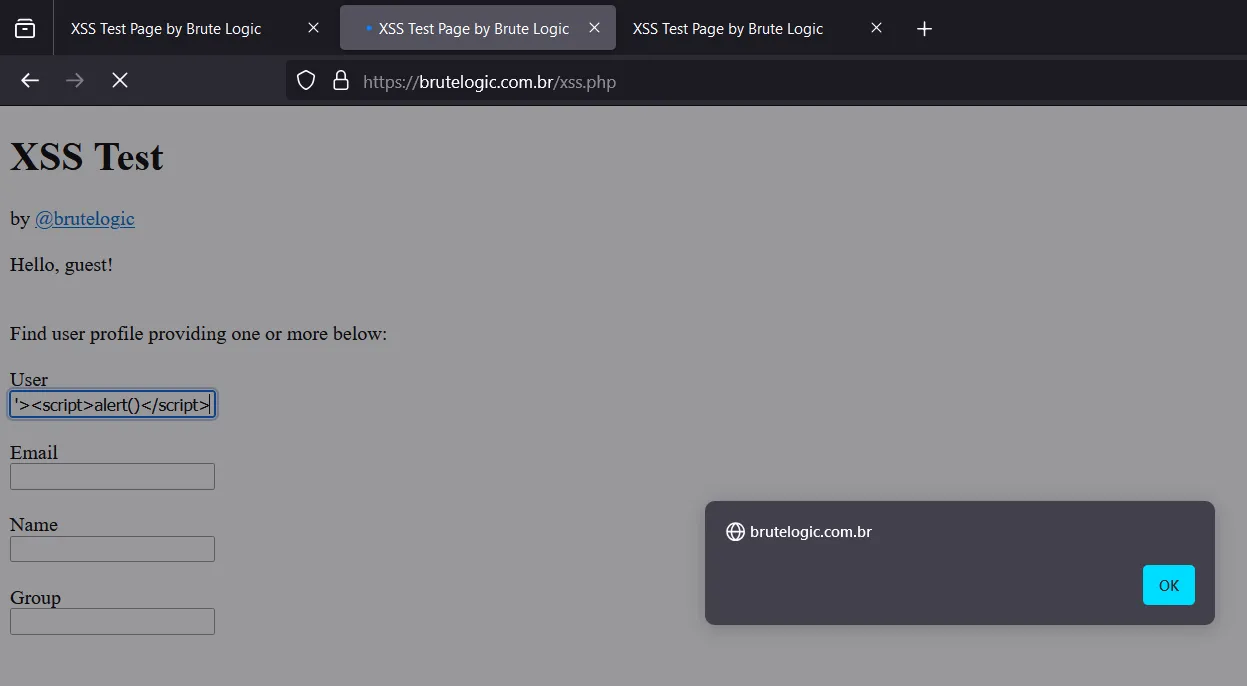 XSS Test Page by Brute Logic XSS Test Page by Brute Logic XSS Test Page by Brute Logic
https://brutelogic.com.br/xss.php
XSS Test
by @brutelogic
Hello, guest!
Find user profile providing one or more below:
User
'><script>alert()</script>
Email
Name
Group
brutelogic.com.br
OK